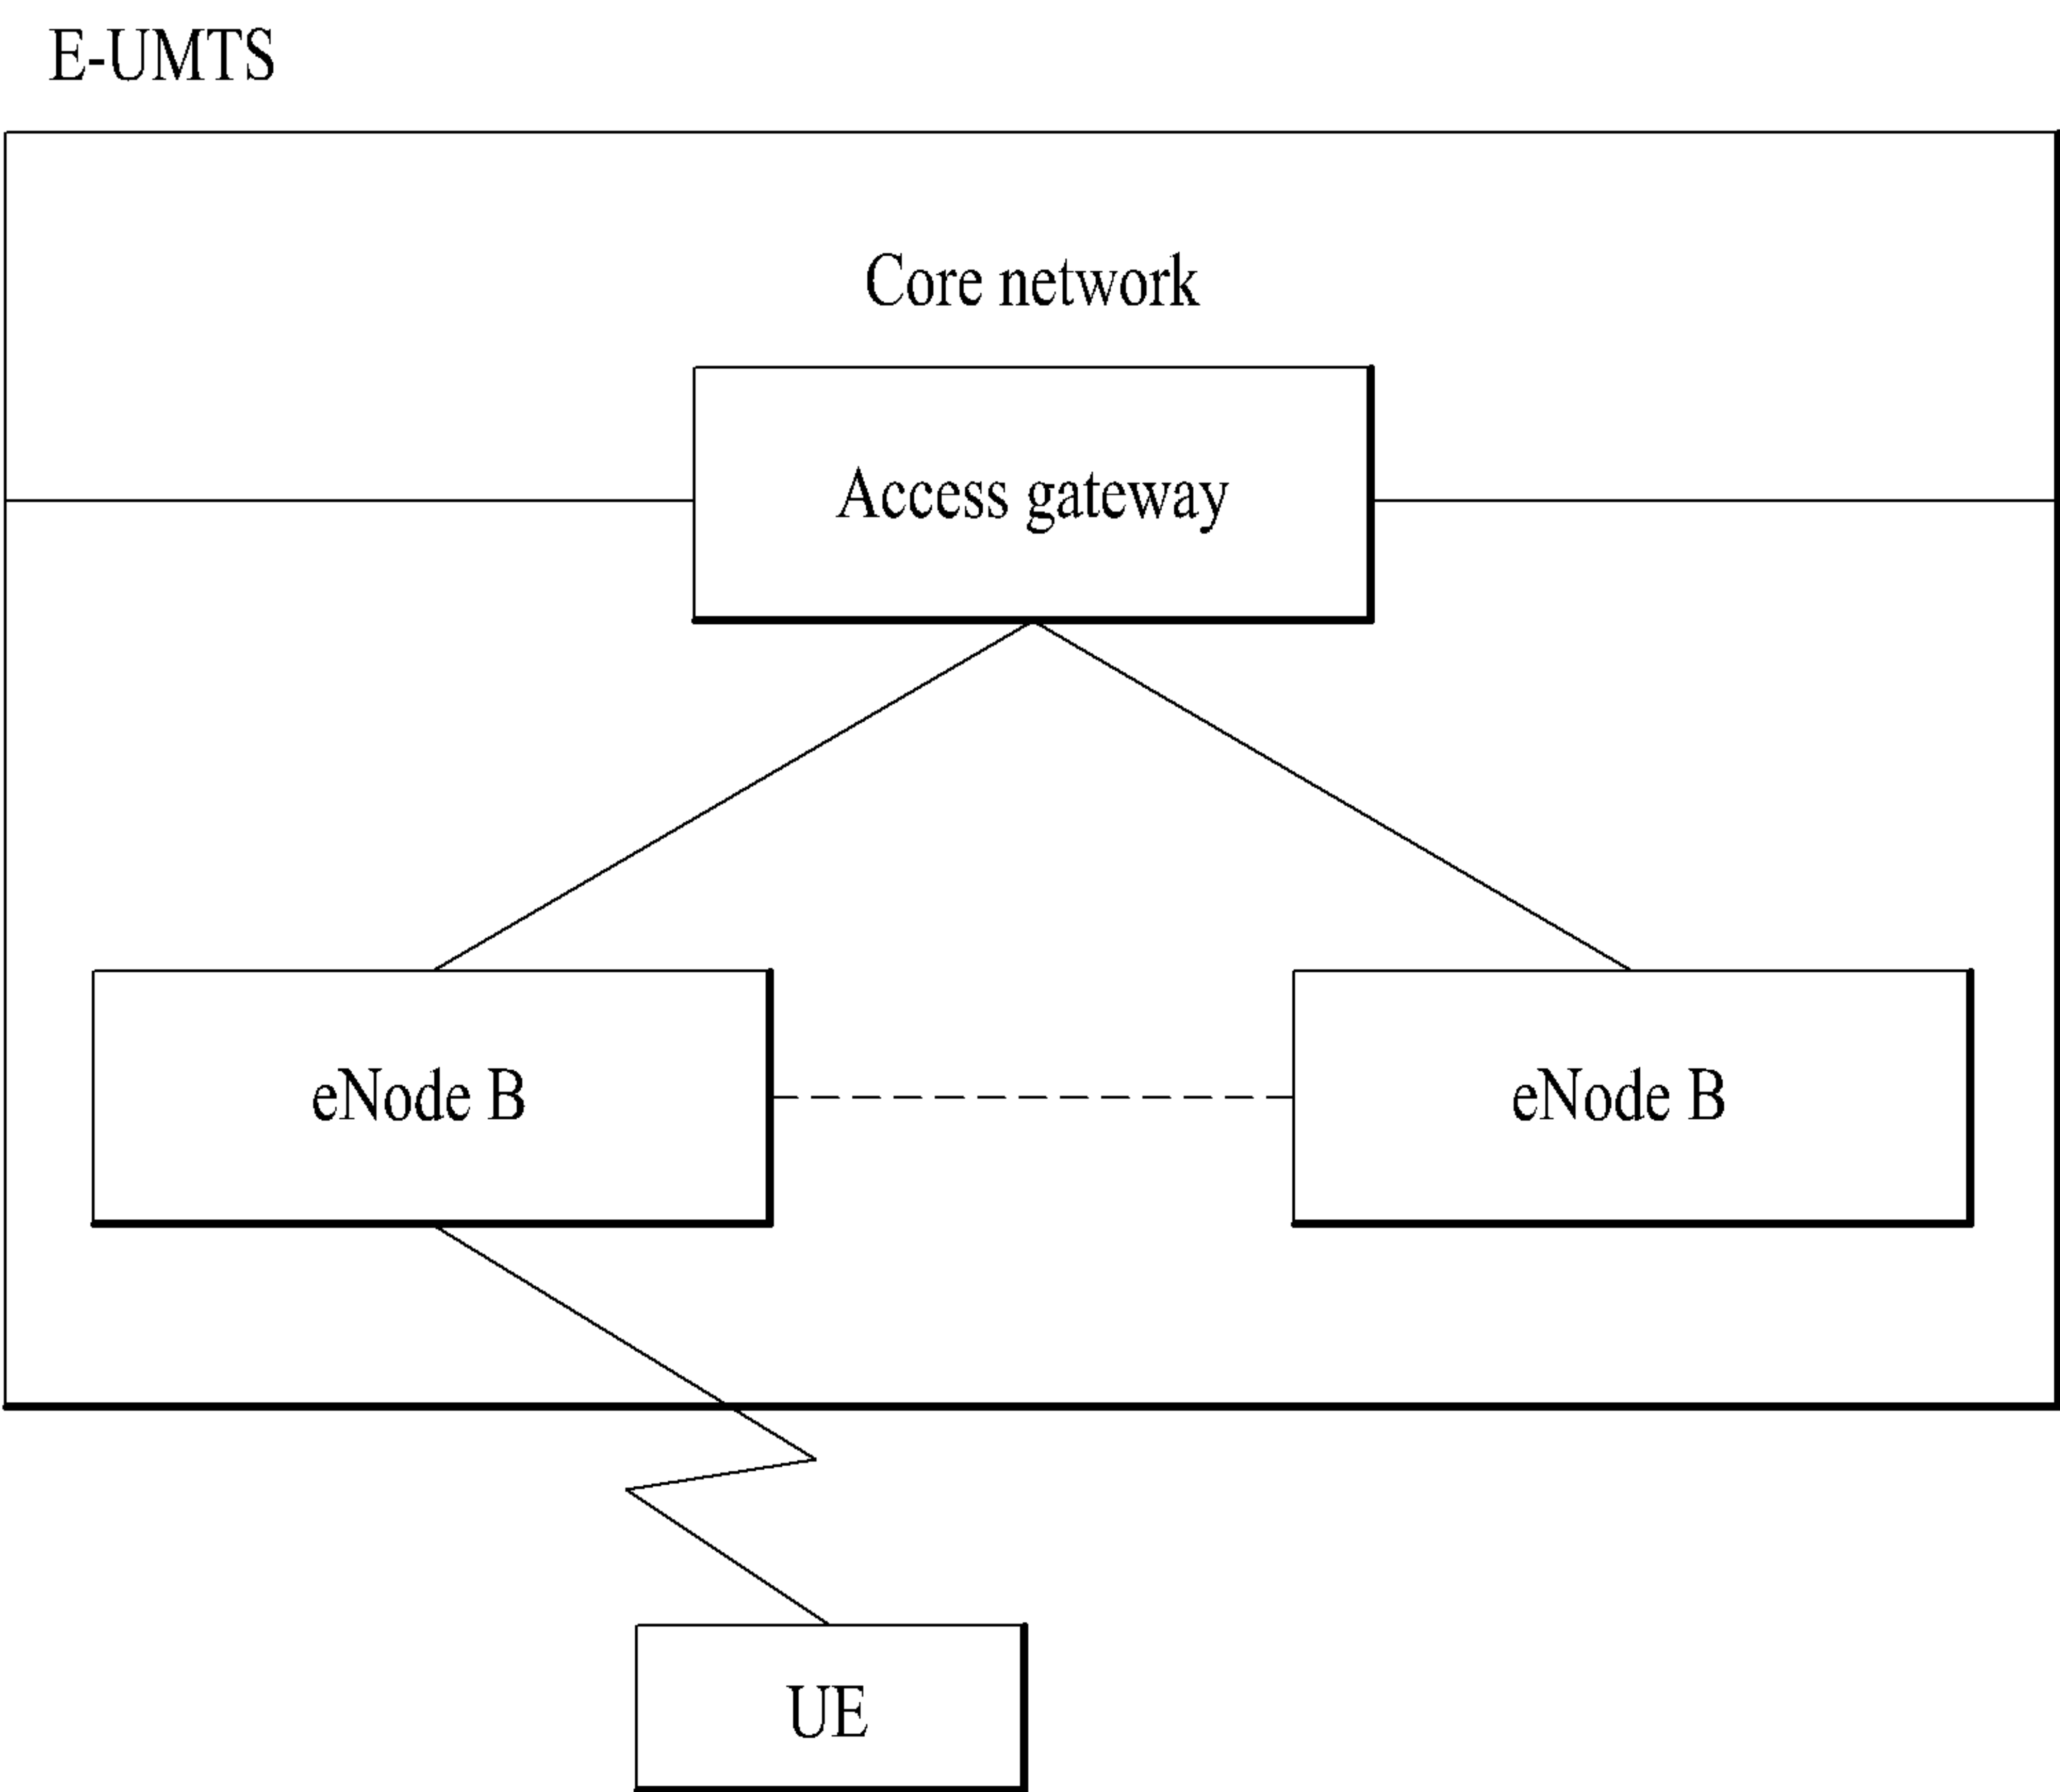 E-UMTS
Core network
Access gateway
eNode B
eNode B
UE